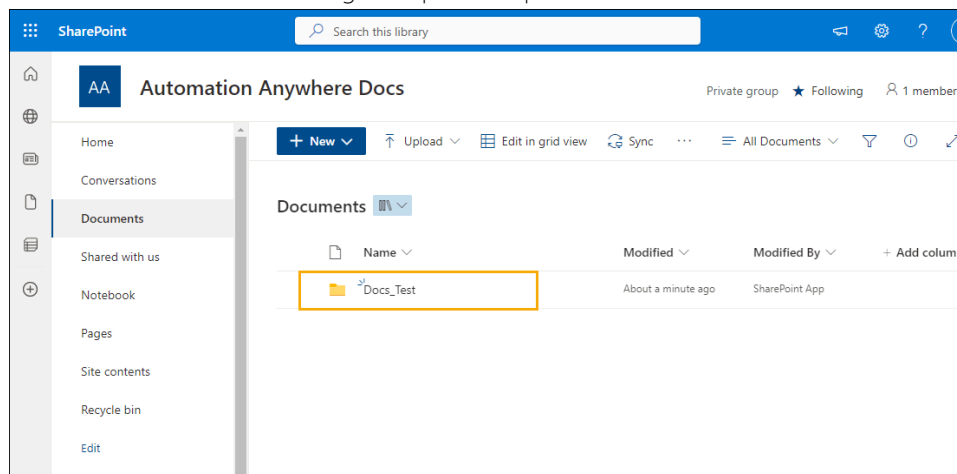 SharePoint
Search this library
?
AA
Automation Anywhere Docs
Private group
Following
1 member
Home
Conversations
Documents
Shared with us
Notebook
Pages
Site contents
Recycle bin
Edit
+ New
Upload
Edit in grid view
Sync
...
All Documents
Documents
Name
Modified
Modified By
+ Add colum
Docs_Test
About a minute ago
SharePoint App